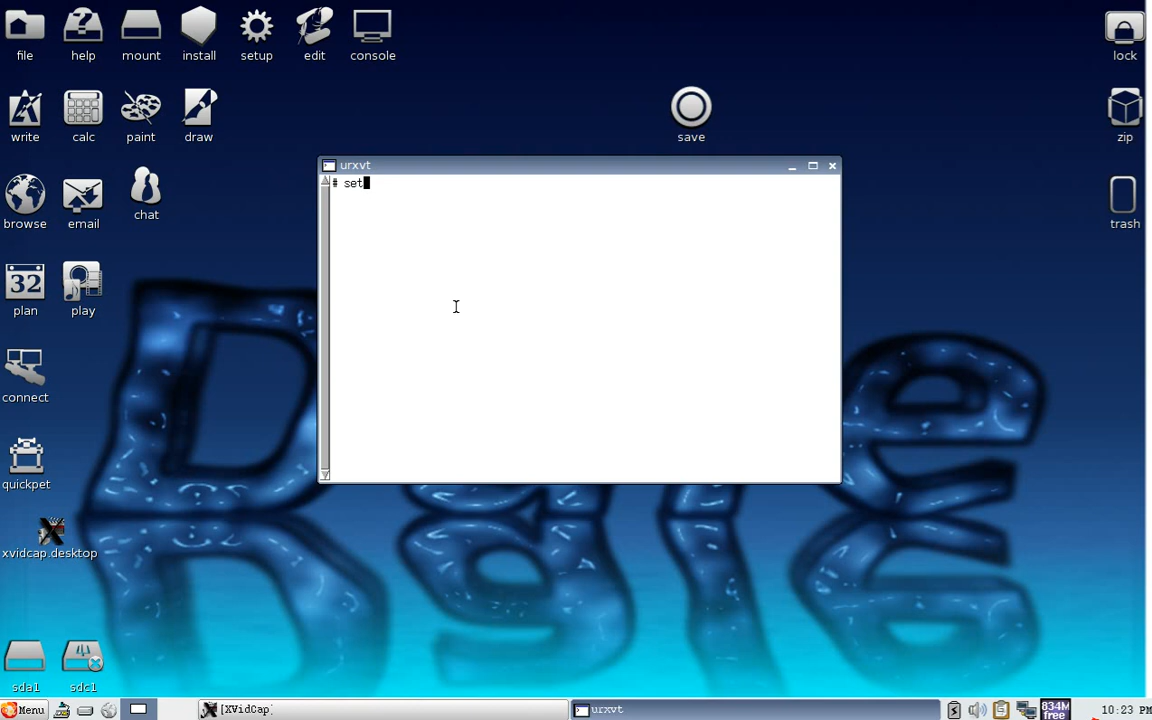 file help mount install setup edit console lock
write calc paint draw save zip
urxvt
# set
browse email chat trash
plan play
32
connect
quickpet
xvidcap.desktop
sda1 sdc1
Menu [XVidCap] urxvt 834M free 10:23 PM